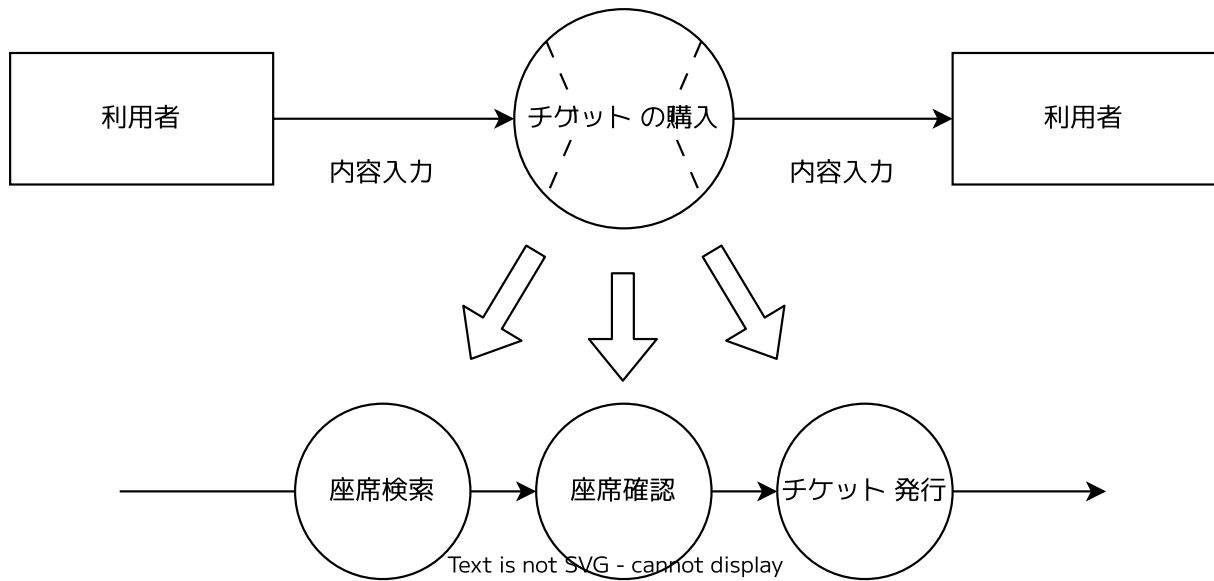 利用者
チケット の購入
利用者
内容入力
内容入力
座席検索
座席確認
チケット 発行
Text is not SVG - cannot display